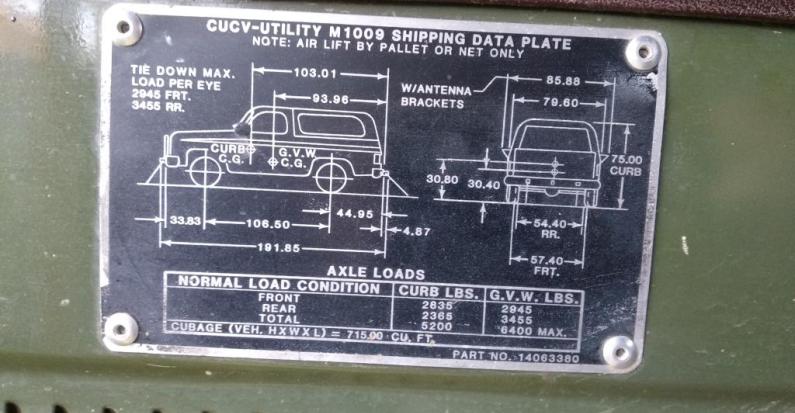 CUCV-UTILITY M1009 SHIPPING DATA PLATE
NOTE: AIR LIFT BY PALLET OR NET ONLY
TIE DOWN MAX.
LOAD PER EYE
2945 FRT.
3455 RR.
103.01
93.96
W/ANTENNA
BRACKETS
85.88
79.60
CURB
C.G.
G.V.W.
C.G.
75.00
CURB
30.80
30.40
33.83
106.50
44.95
4.87
191.85
54.40
RR.
57.40
FRT.
AXLE LOADS
NORMAL LOAD CONDITION CURB LBS. G.V.W. LBS.
FRONT 2835 2945
REAR 2365 3455
TOTAL 5200 6400 MAX.
CUBAGE (VEH. HXWXL) = 715.00 CU. FT.
PART NO. 14063380